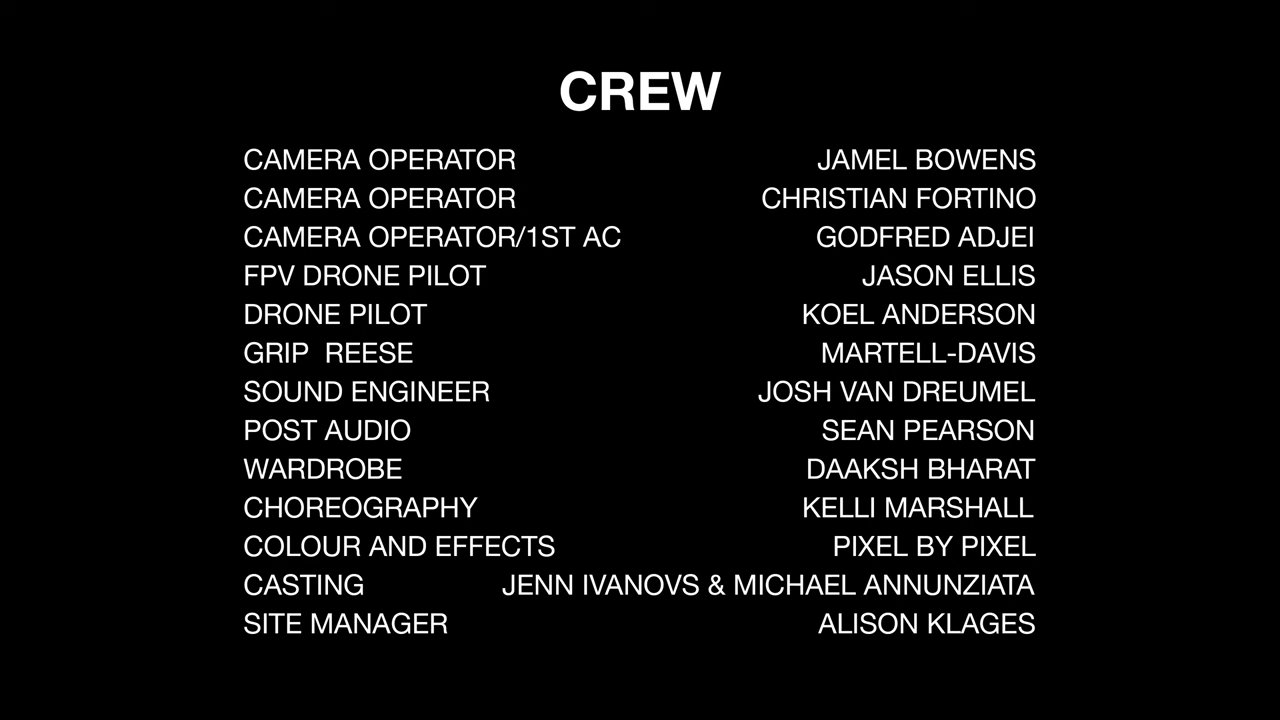 CREW
CAMERA OPERATOR JAMEL BOWENS
CAMERA OPERATOR CHRISTIAN FORTINO
CAMERA OPERATOR/1ST AC GODFRED ADJEI
FPV DRONE PILOT JASON ELLIS
DRONE PILOT KOEL ANDERSON
GRIP  REESE MARTELL-DAVIS
SOUND ENGINEER JOSH VAN DREUMEL
POST AUDIO SEAN PEARSON
WARDROBE DAAKSH BHARAT
CHOREOGRAPHY KELLI MARSHALL
COLOUR AND EFFECTS PIXEL BY PIXEL
CASTING JENN IVANOVS & MICHAEL ANNUNZIATA
SITE MANAGER ALISON KLAGES